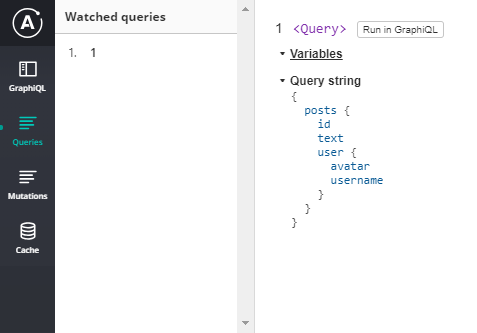 A
GraphiQL
Queries
Mutations
Cache
Watched queries
1. 1
1 <Query> Run in GraphiQL
Variables
Query string
{
posts {
id
text
user {
avatar
username
}
}
}